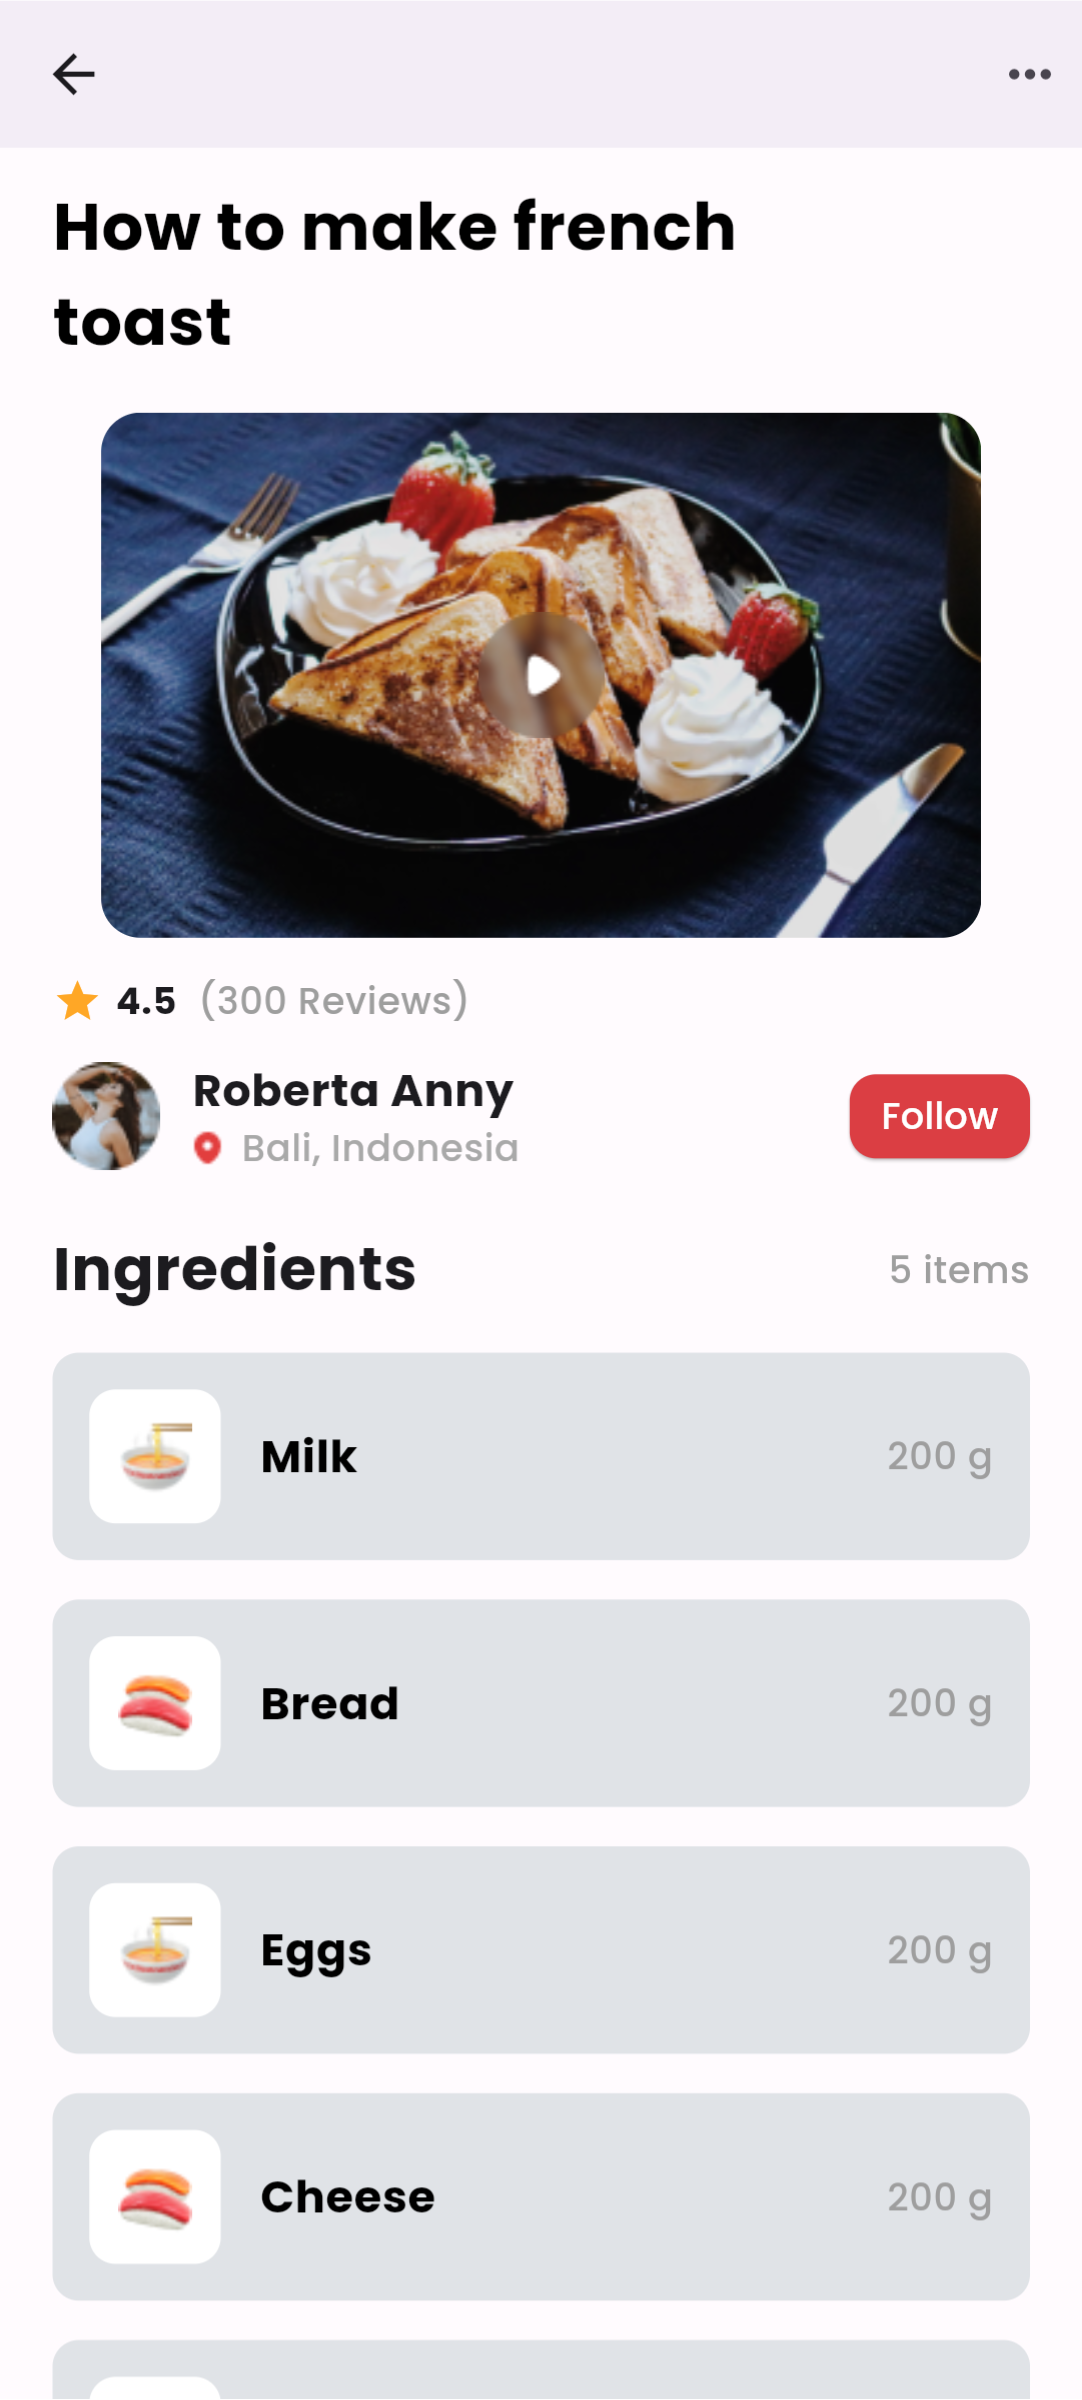 How to make french
toast
4.5 (300 Reviews)
Roberta Anny
Bali, Indonesia
Follow
Ingredients
5 items
Milk
200 g
Bread
200 g
Eggs
200 g
Cheese
200 g